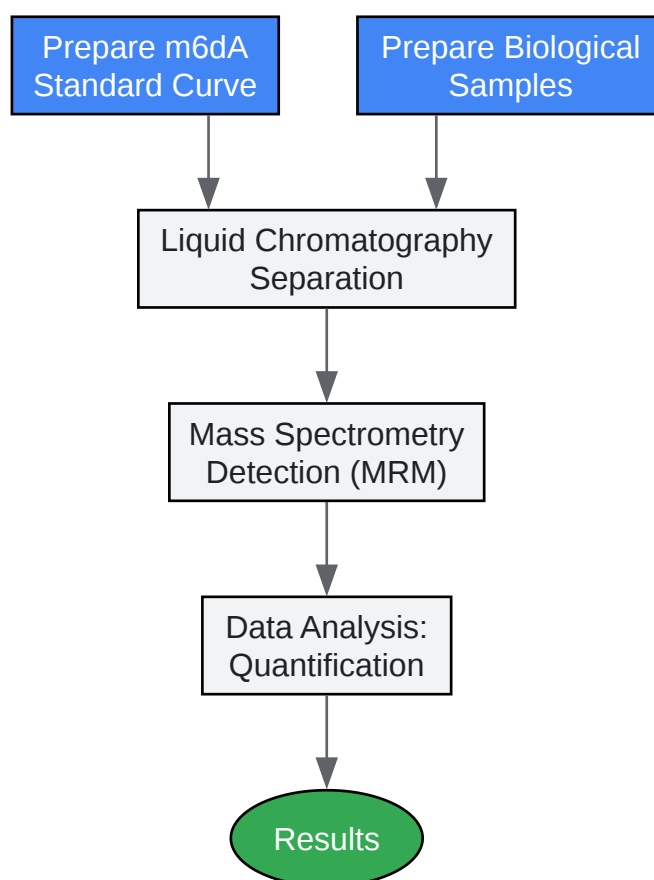 Prepare m6dA
Standard Curve
Prepare Biological
Samples
Liquid Chromatography
Separation
Mass Spectrometry
Detection (MRM)
Data Analysis:
Quantification
Results